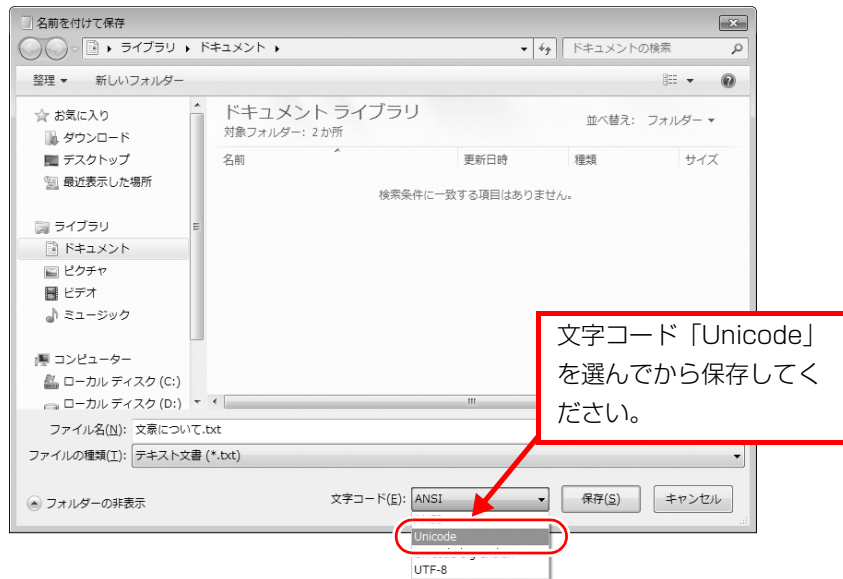 名前を付けて保存
ライブラリ ▸ ドキュメント ▸
ドキュメントの検索
整理 ▼ 新しいフォルダー
お気に入り
ダウンロード
デスクトップ
最近表示した場所
ライブラリ
ドキュメント
ピクチャ
ビデオ
ミュージック
コンピューター
ローカル ディスク (C:)
ローカル ディスク (D:)
ドキュメント ライブラリ
対象フォルダー: 2 か所
並べ替え: フォルダー ▼
名前 更新日時 種類 サイズ
検索条件に一致する項目はありません。
文字コード「Unicode」
を選んでから保存してく
ださい。
ファイル名(N): 文豪について.txt
ファイルの種類(T): テキスト文書 (*.txt)
フォルダーの非表示
文字コード(E): ANSI
保存(S) キャンセル
Unicode
UTF-8